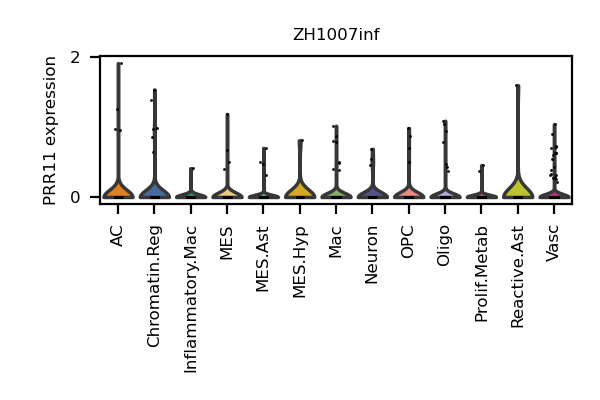 ZH1007inf
PRR11 expression
2
0
AC
Chromatin.Reg
Inflammatory.Mac
MES
MES.Ast
MES.Hyp
Mac
Neuron
OPC
Oligo
Prolif.Metab
Reactive.Ast
Vasc